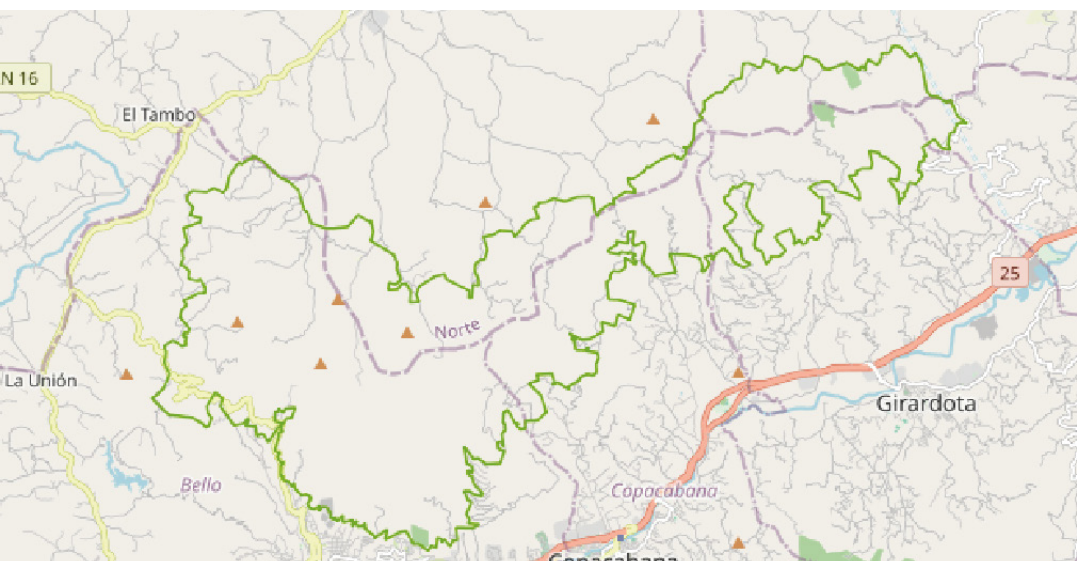 N 16
El Tambo
25
Norte
La Unión
Girardota
Bello
Copacabana
Copacabana